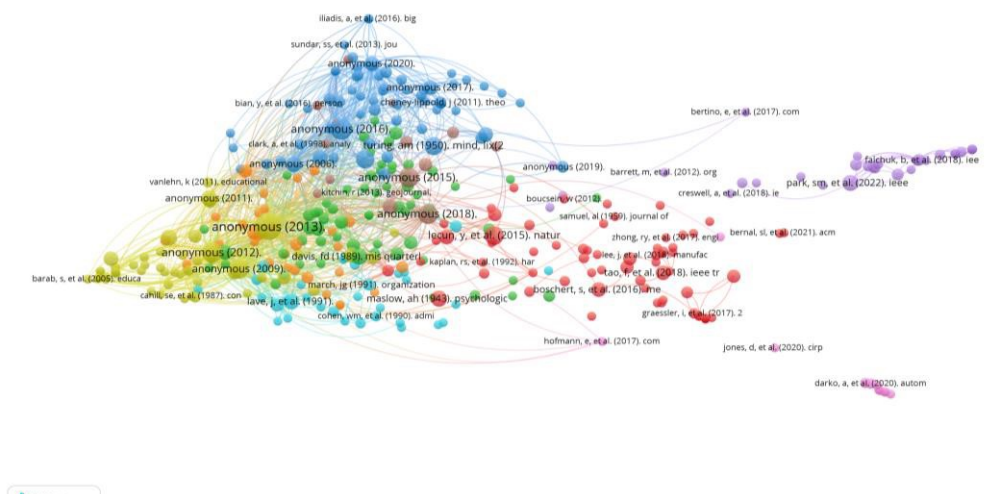 iliadis, a, et al. (2016). big
sundar, ss, et al. (2013). jou
anonymous (2020).
anonymous (2017).
bian, y, et al. (2016). person
cheney-lippold, j (2011). theo
bertino, e, et al. (2017). com
anonymous (2016).
clark, a, et al. (1998). analy
turing, am (1950). mind, lix(2
anonymous (2006).
anonymous (2019).
falchuk, b, et al. (2018). iee
barrett, m, et al. (2012). org
vanlehn, k (2011). educational
anonymous (2015).
park, sm, et al. (2022). ieee
kitchin, r (2013). geojournal,
creswell, a, et al. (2018). ie
anonymous (2011).
boucsein, w (2012).
anonymous (2018).
samuel, al (1959). journal of
anonymous (2013).
lecun, y, et al. (2015). natur
zhong, ry, et al. (2017). engi
bernal, sl, et al. (2021). acm
anonymous (2012).
davis, fd (1989). mis quarterl
lee, j, et al. (2014). manufac
kaplan, rs, et al. (1992). har
anonymous (2009).
tao, f, et al. (2018). ieee tr
barab, s, et al. (2005). educa
march, jg (1991). organization
boschert, s, et al. (2016). me
cahill, se, et al. (1987). con
lave, j, et al. (1991).
maslow, ah (1943). psychologic
cohen, wm, et al. (1990). admi
graessler, i, et al. (2017). 2
hofmann, e, et al. (2017). com
jones, d, et al. (2020). cirp
darko, a, et al. (2020). autom